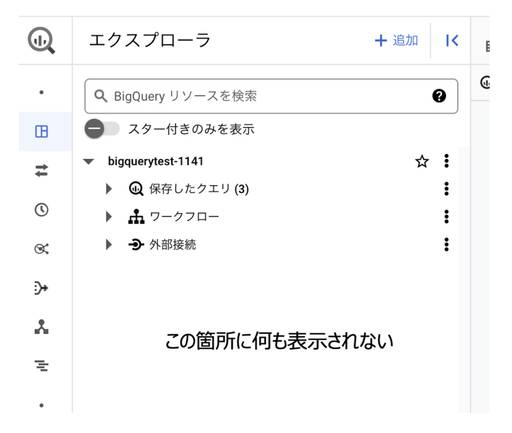 エクスプローラ
+ 追加
BigQuery リソースを検索
スター付きのみを表示
bigquerytest-1141
保存したクエリ (3)
ワークフロー
外部接続
この箇所に何も表示されない